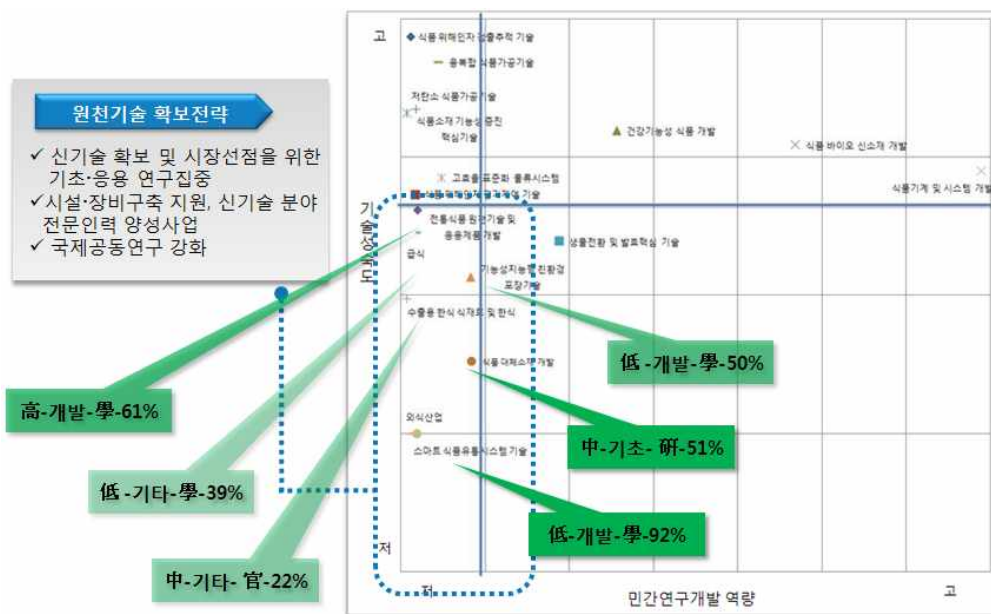 원천기술 확보전략
✓ 신기술 확보 및 시장선점을 위한
기초·응용 연구집중
✓시설·장비구축 지원, 신기술 분야
전문인력 양성사업
✓ 국제공동연구 강화
고
기술성숙도
저
식품 위해인자 검출추적 기술
융복합 식품가공기술
저탄소 식품가공기술
식품소재 기능성 증진
핵심기술
건강기능성 식품 개발
식품 바이오 신소재 개발
고효율 표준화 물류시스템
식품기계 및 시스템 개발
전통식품 원천기술 및
응용제품 개발
급식
생물전환 및 발효핵심 기술
기능성지능형 친환경
포장기술
수출용 한식 식재료 및 한식
식품 대체소재 개발
외식산업
스마트 식품유통시스템 기술
高-개발-學-61%
低-기타-學-39%
中-기타-官-22%
低-개발-學-50%
中-기초-硏-51%
低-개발-學-92%
저
민간연구개발 역량
고